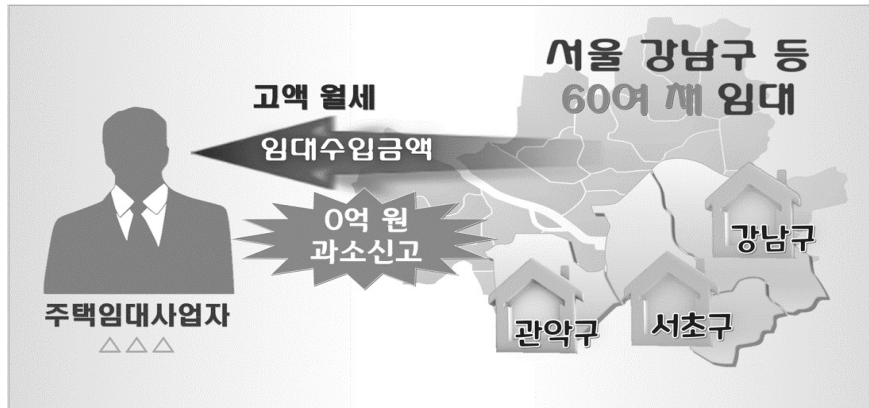 서울 강남구 등
60여 채 임대
고액 월세
임대수입금액
0억 원
과소신고
주택임대사업자
△△△
강남구
관악구
서초구